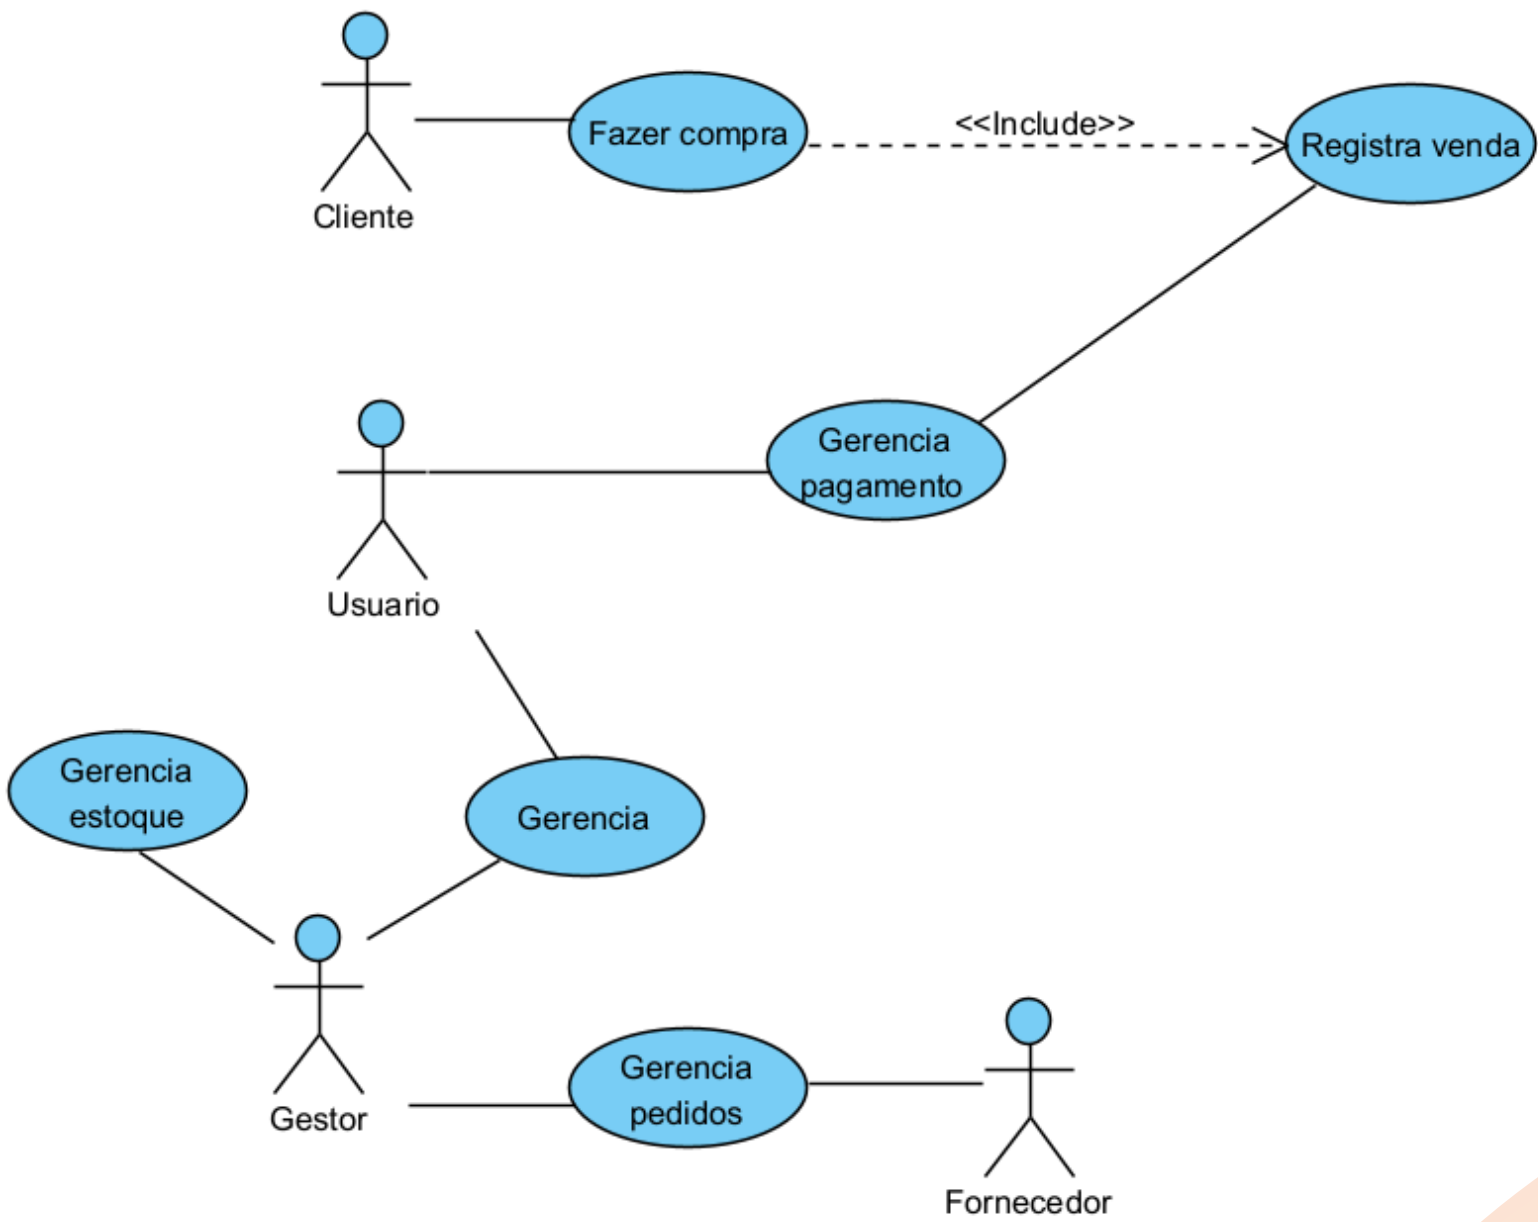 Fazer compra
<<Include>>
Registra venda
Cliente
Gerencia
pagamento
Usuario
Gerencia
estoque
Gerencia
Gestor
Gerencia
pedidos
Fornecedor